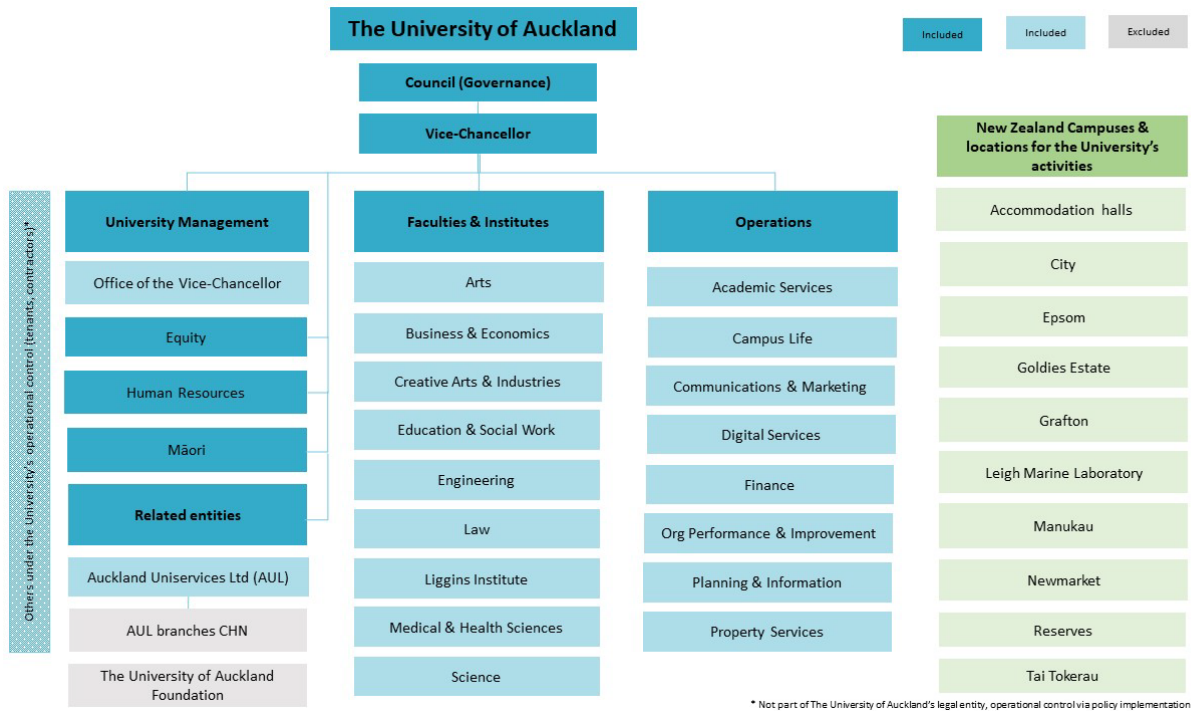 The University of Auckland
Included
Included
Excluded
Council (Governance)
Vice-Chancellor
New Zealand Campuses &
locations for the University's
activities
Others under the University's operational control (tenants, contractors)*
University Management
Office of the Vice-Chancellor
Equity
Human Resources
Māori
Related entities
Auckland Uniservices Ltd (AUL)
AUL branches CHN
The University of Auckland
Foundation
Faculties & Institutes
Arts
Business & Economics
Creative Arts & Industries
Education & Social Work
Engineering
Law
Liggins Institute
Medical & Health Sciences
Science
Operations
Academic Services
Campus Life
Communications & Marketing
Digital Services
Finance
Org Performance & Improvement
Planning & Information
Property Services
Accommodation halls
City
Epsom
Goldies Estate
Grafton
Leigh Marine Laboratory
Manukau
Newmarket
Reserves
Tai Tokerau
* Not part of The University of Auckland's legal entity, operational control via policy implementation